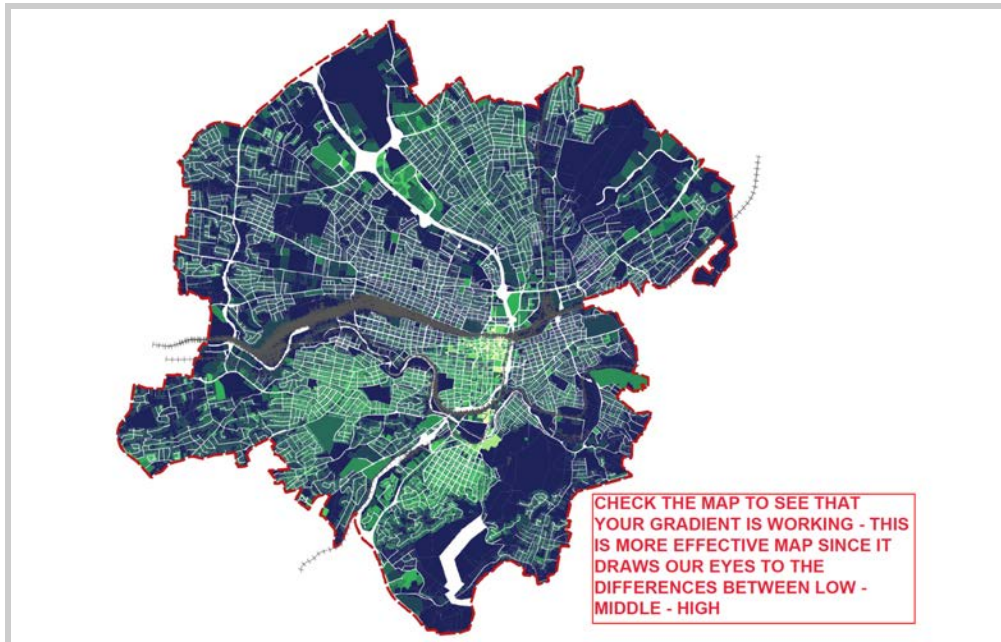 CHECK THE MAP TO SEE THAT
YOUR GRADIENT IS WORKING - THIS
IS MORE EFFECTIVE MAP SINCE IT
DRAWS OUR EYES TO THE
DIFFERENCES BETWEEN LOW -
MIDDLE - HIGH